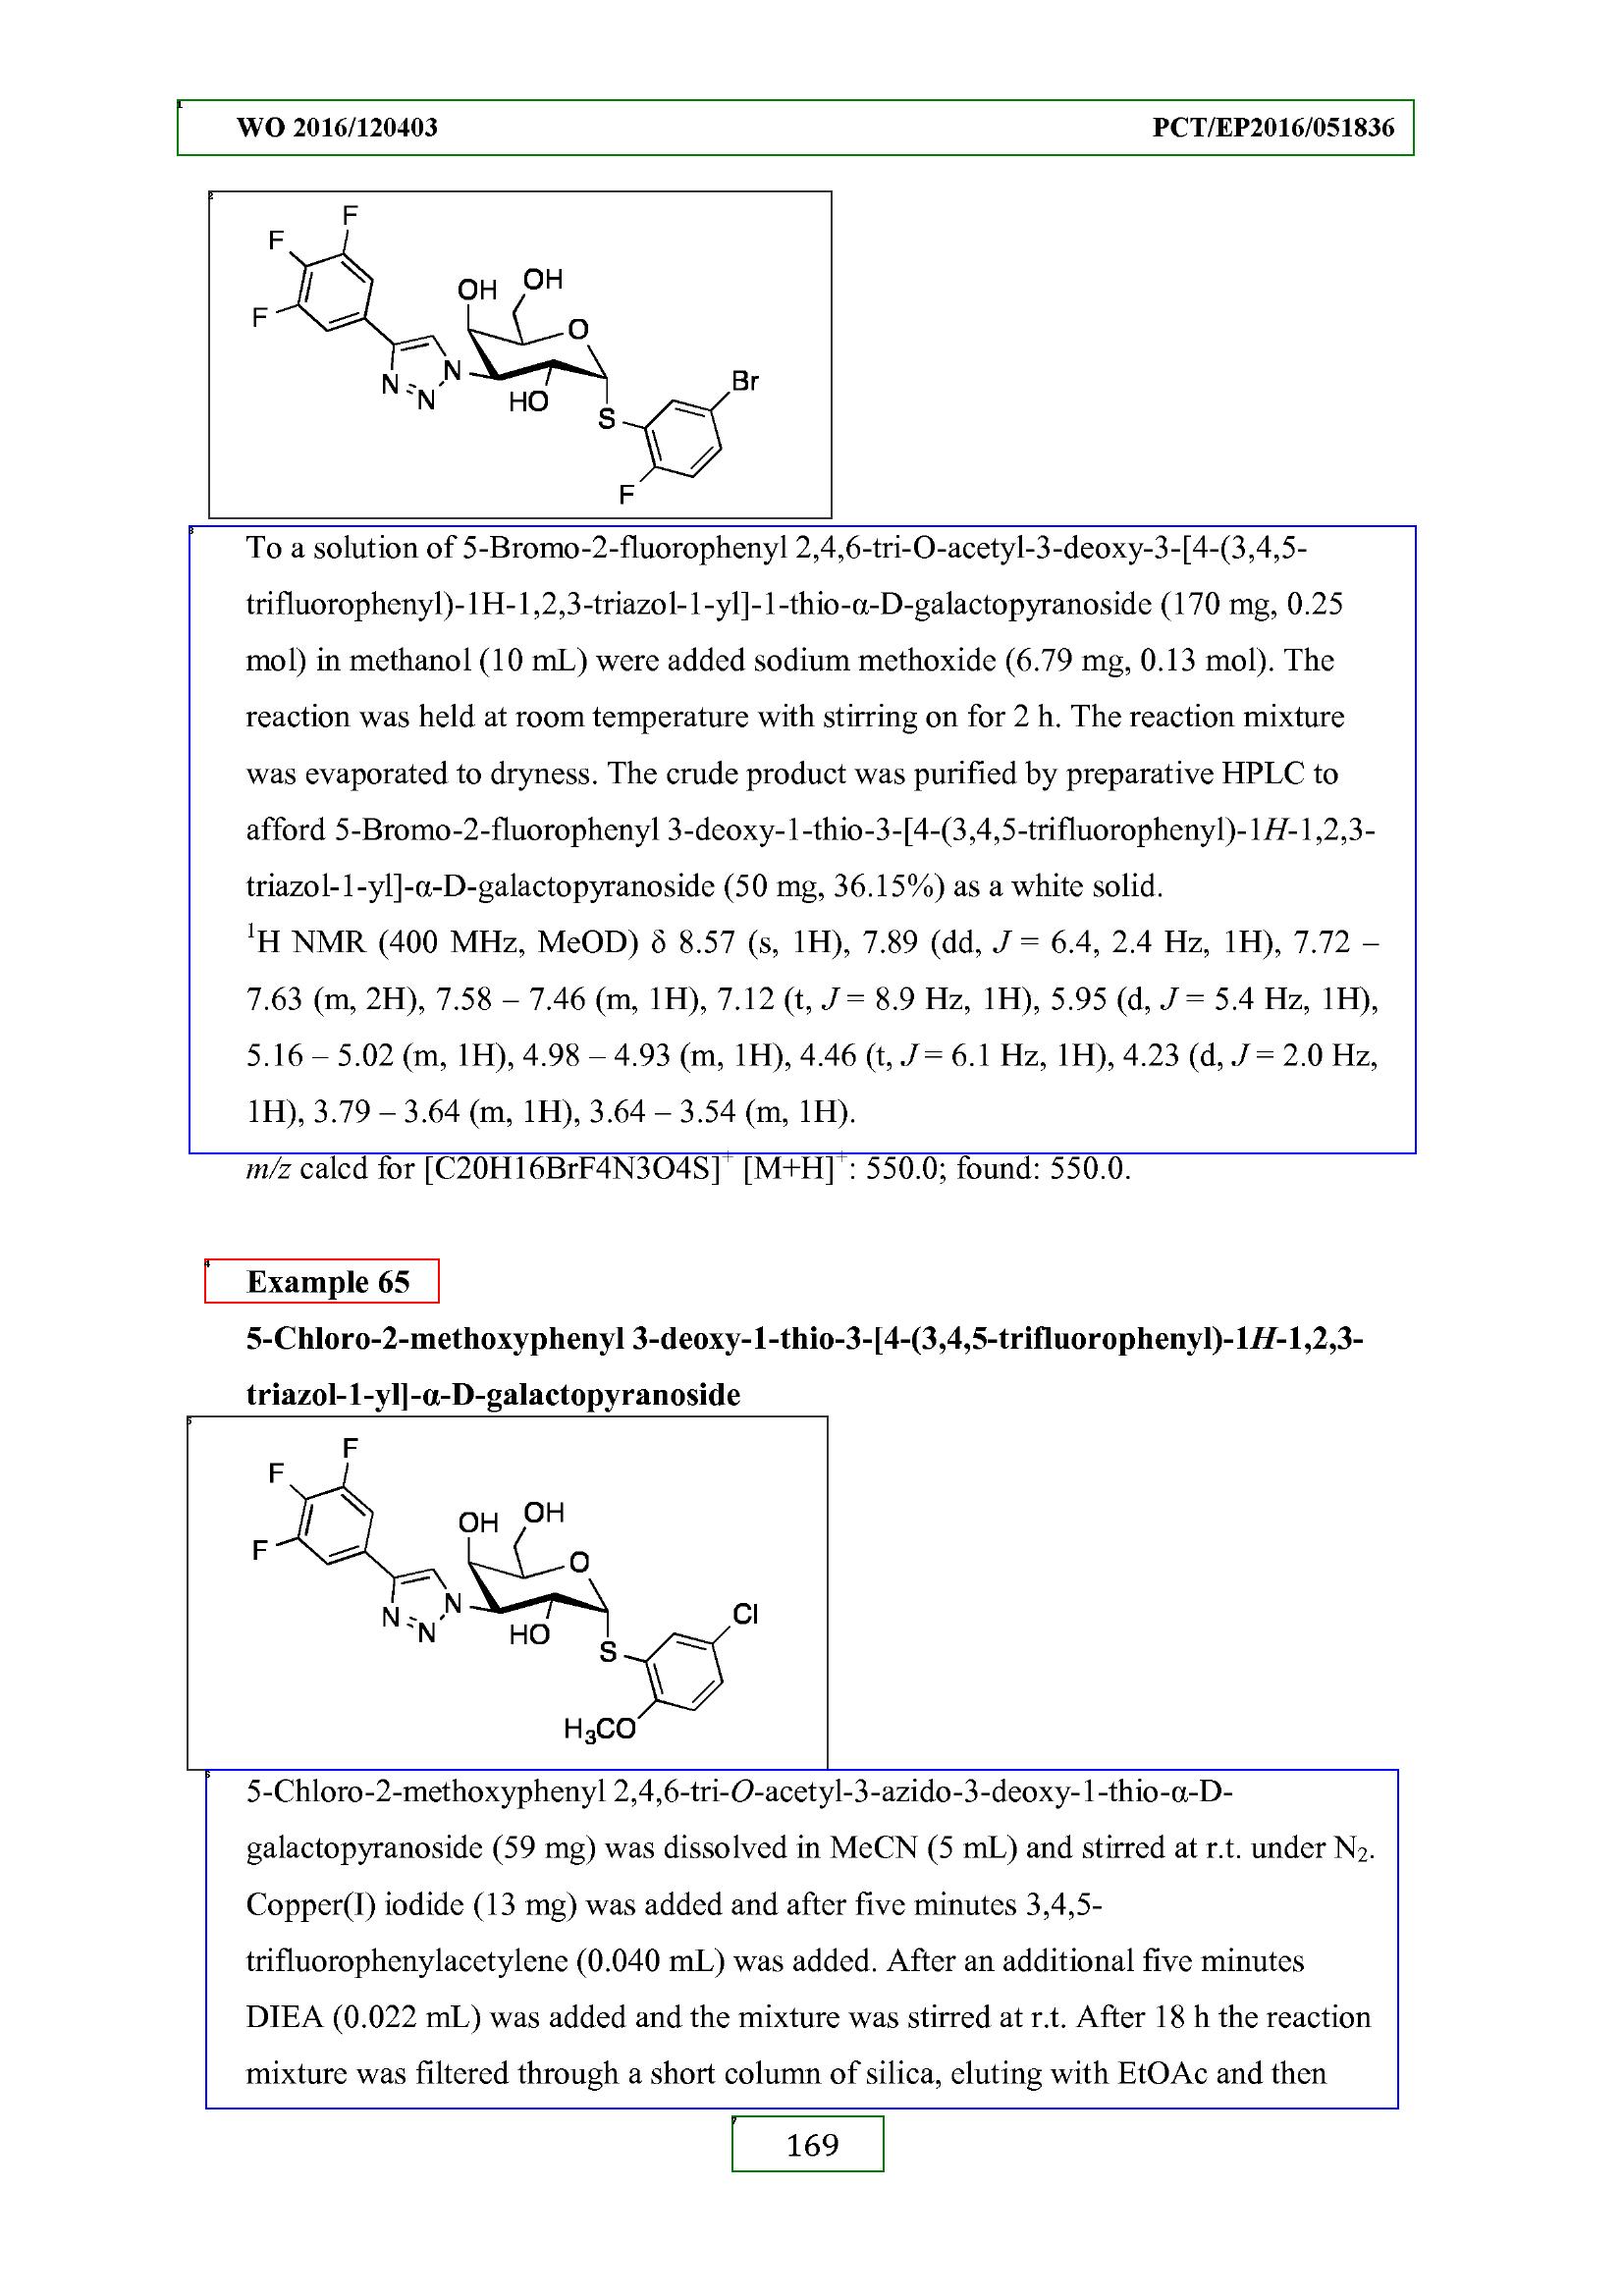 WO 2016/120403 PCT/EP2016/051836
F
F
F
OH
OH
O
N
N
N
HO
S
Br
F
To a solution of 5-Bromo-2-fluorophenyl 2,4,6-tri-O-acetyl-3-deoxy-3-[4-(3,4,5-
trifluorophenyl)-1H-1,2,3-triazol-1-yl]-1-thio-α-D-galactopyranoside (170 mg, 0.25
mol) in methanol (10 mL) were added sodium methoxide (6.79 mg, 0.13 mol). The
reaction was held at room temperature with stirring on for 2 h. The reaction mixture
was evaporated to dryness. The crude product was purified by preparative HPLC to
afford 5-Bromo-2-fluorophenyl 3-deoxy-1-thio-3-[4-(3,4,5-trifluorophenyl)-1H-1,2,3-
triazol-1-yl]-α-D-galactopyranoside (50 mg, 36.15%) as a white solid.
¹H NMR (400 MHz, MeOD) δ 8.57 (s, 1H), 7.89 (dd, J = 6.4, 2.4 Hz, 1H), 7.72 –
7.63 (m, 2H), 7.58 – 7.46 (m, 1H), 7.12 (t, J = 8.9 Hz, 1H), 5.95 (d, J = 5.4 Hz, 1H),
5.16 – 5.02 (m, 1H), 4.98 – 4.93 (m, 1H), 4.46 (t, J = 6.1 Hz, 1H), 4.23 (d, J = 2.0 Hz,
1H), 3.79 – 3.64 (m, 1H), 3.64 – 3.54 (m, 1H).
m/z calcd for [C20H16BrF4N3O4S]⁺ [M+H]⁺: 550.0; found: 550.0.
Example 65
5-Chloro-2-methoxyphenyl 3-deoxy-1-thio-3-[4-(3,4,5-trifluorophenyl)-1H-1,2,3-
triazol-1-yl]-α-D-galactopyranoside
F
F
F
OH
OH
O
N
N
N
HO
S
Cl
H₃CO
5-Chloro-2-methoxyphenyl 2,4,6-tri-O-acetyl-3-azido-3-deoxy-1-thio-α-D-
galactopyranoside (59 mg) was dissolved in MeCN (5 mL) and stirred at r.t. under N₂.
Copper(I) iodide (13 mg) was added and after five minutes 3,4,5-
trifluorophenylacetylene (0.040 mL) was added. After an additional five minutes
DIEA (0.022 mL) was added and the mixture was stirred at r.t. After 18 h the reaction
mixture was filtered through a short column of silica, eluting with EtOAc and then
169